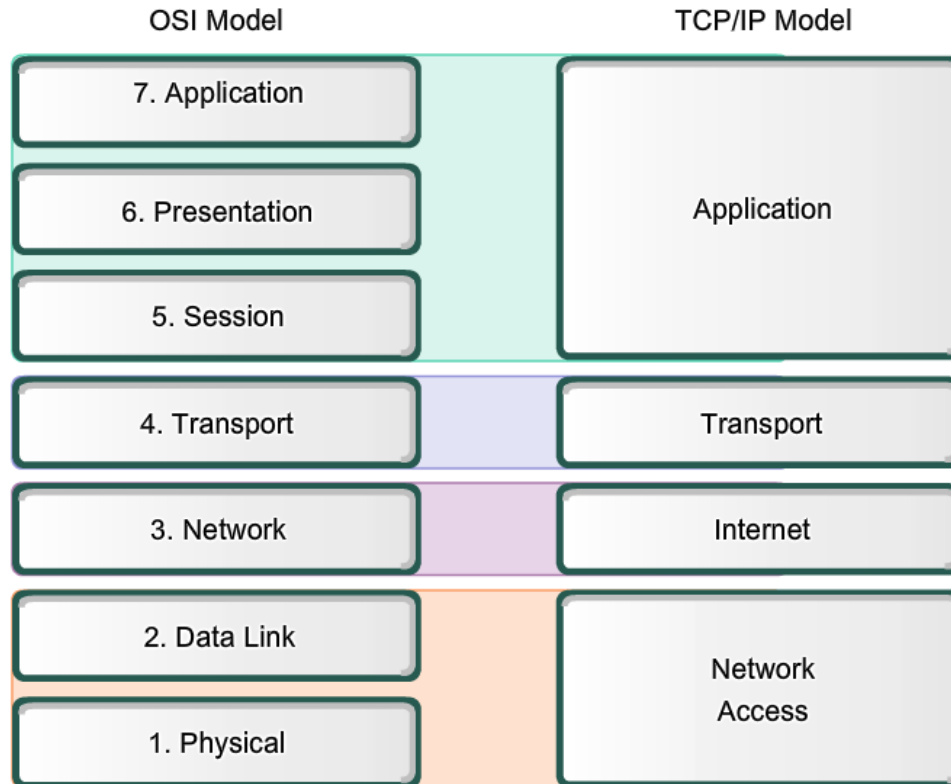 OSI Model
TCP/IP Model
7. Application
6. Presentation
5. Session
Application
4. Transport
Transport
3. Network
Internet
2. Data Link
1. Physical
Network
Access